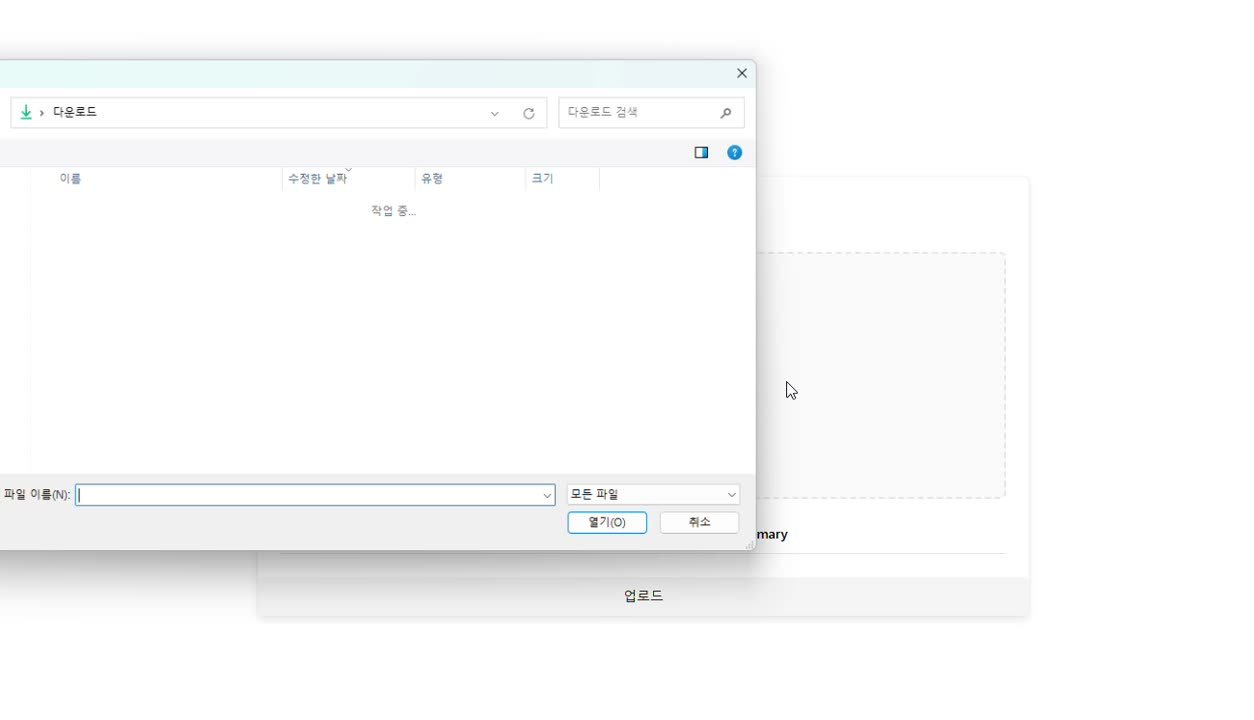 다운로드
다운로드 검색
이름
수정한 날짜
유형
크기
작업 중...
파일 이름(N):
모든 파일
열기(O)
취소
mary
업로드